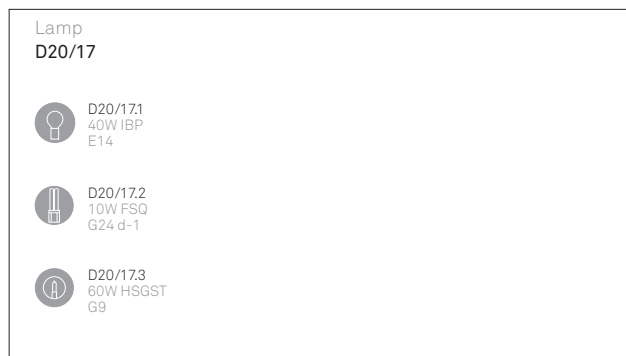 Lamp
D20/17
D20/17.1
40W IBP
E14
D20/17.2
10W FSQ
G24 d-1
D20/17.3
60W HSGST
G9